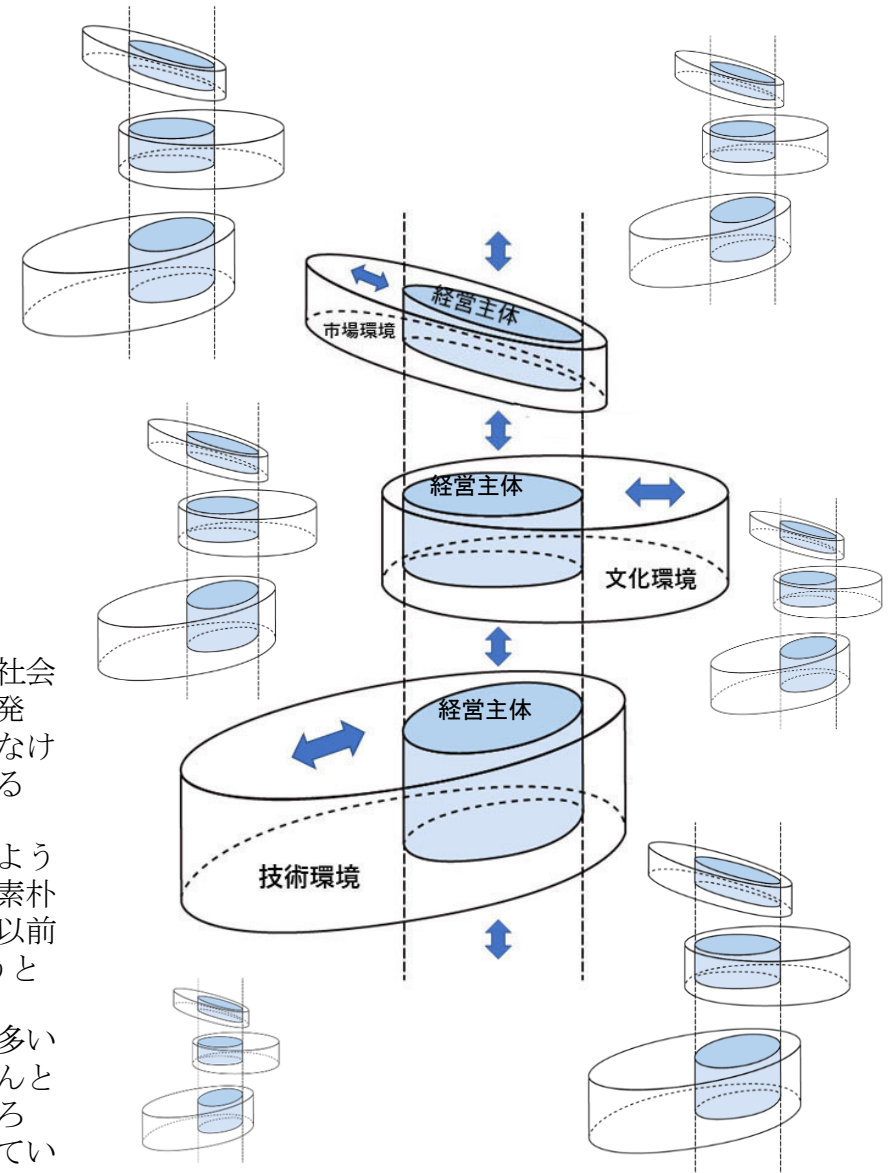 経営主体
市場環境
経営主体
文化環境
経営主体
技術環境
社会
発
なけ
る
よう
素朴
以前
うと
多い
んと
ろ
てい